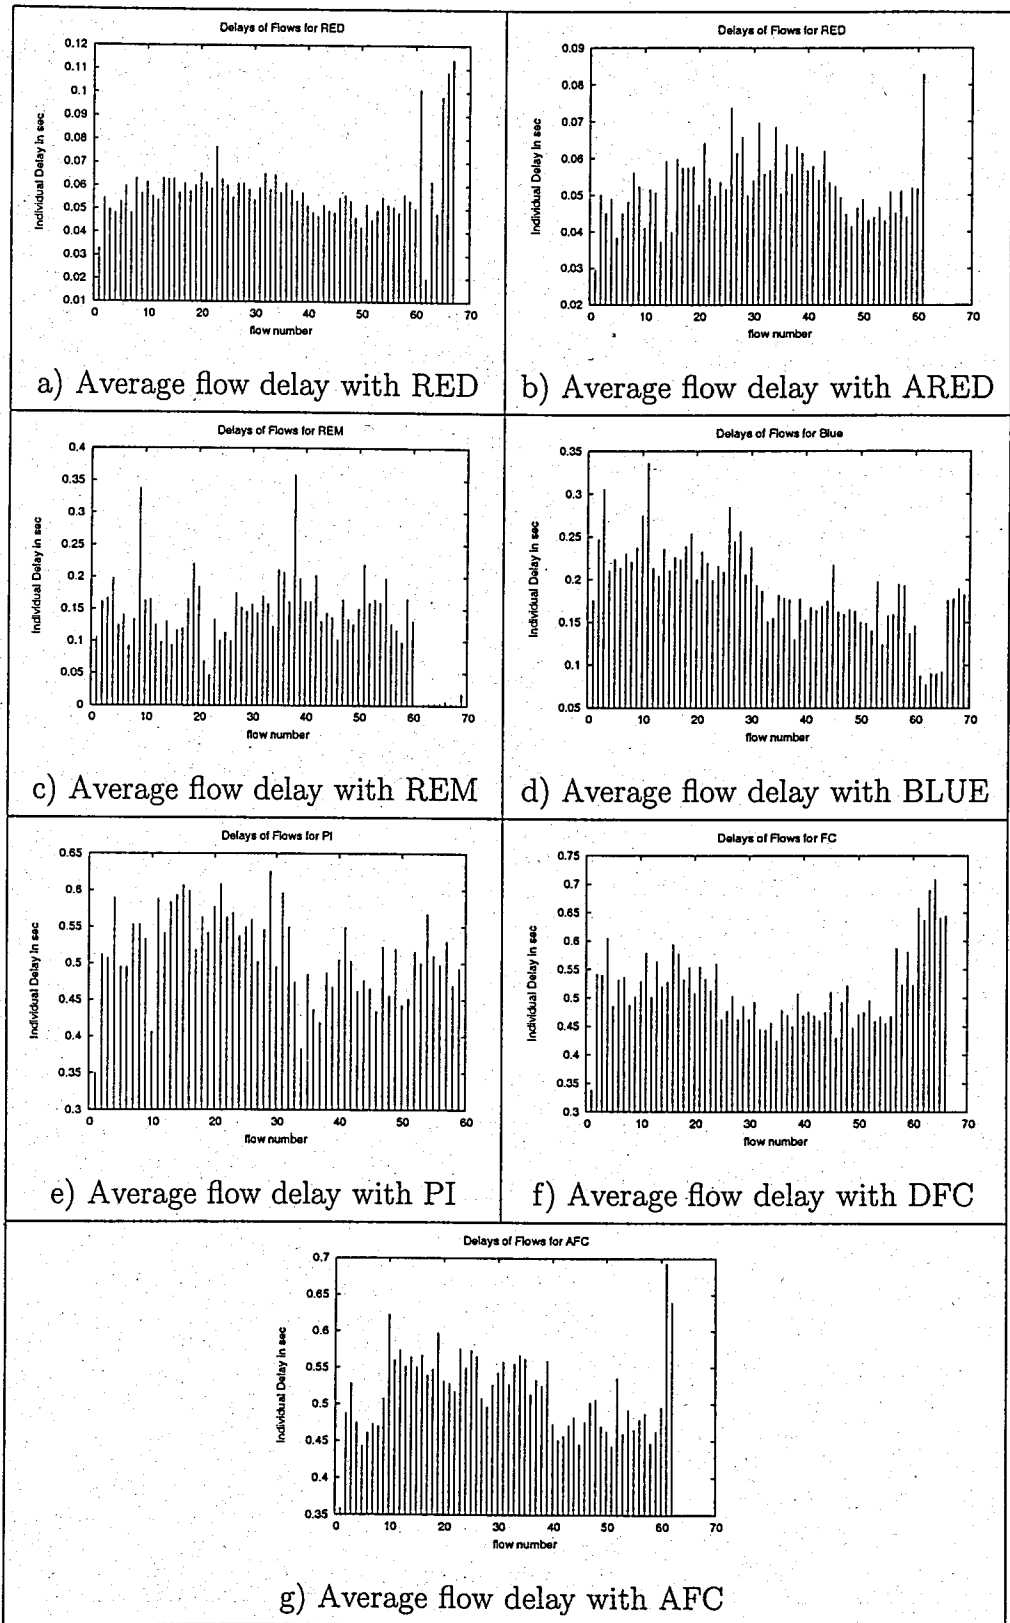 Delays of Flows for RED
Individual Delay in sec
0.12
0.11
0.1
0.09
0.08
0.07
0.06
0.05
0.04
0.03
0.02
0.01
0 10 20 30 40 50 60 70
flow number
a) Average flow delay with RED
Delays of Flows for RED
Individual Delay in sec
0.09
0.08
0.07
0.06
0.05
0.04
0.03
0.02
0 10 20 30 40 50 60 70
flow number
b) Average flow delay with ARED
Delays of Flows for REM
Individual Delay in sec
0.4
0.35
0.3
0.25
0.2
0.15
0.1
0.05
0
0 10 20 30 40 50 60 70
flow number
c) Average flow delay with REM
Delays of Flows for Blue
Individual Delay in sec
0.35
0.3
0.25
0.2
0.15
0.1
0.05
0 10 20 30 40 50 60 70
flow number
d) Average flow delay with BLUE
Delays of Flows for PI
Individual Delay in sec
0.65
0.6
0.55
0.5
0.45
0.4
0.35
0.3
0 10 20 30 40 50 60
flow number
e) Average flow delay with PI
Delays of Flows for FC
Individual Delay in sec
0.75
0.7
0.65
0.6
0.55
0.5
0.45
0.4
0.35
0.3
0 10 20 30 40 50 60 70
flow number
f) Average flow delay with DFC
Delays of Flows for AFC
Individual Delay in sec
0.7
0.65
0.6
0.55
0.5
0.45
0.4
0.35
0 10 20 30 40 50 60 70
flow number
g) Average flow delay with AFC